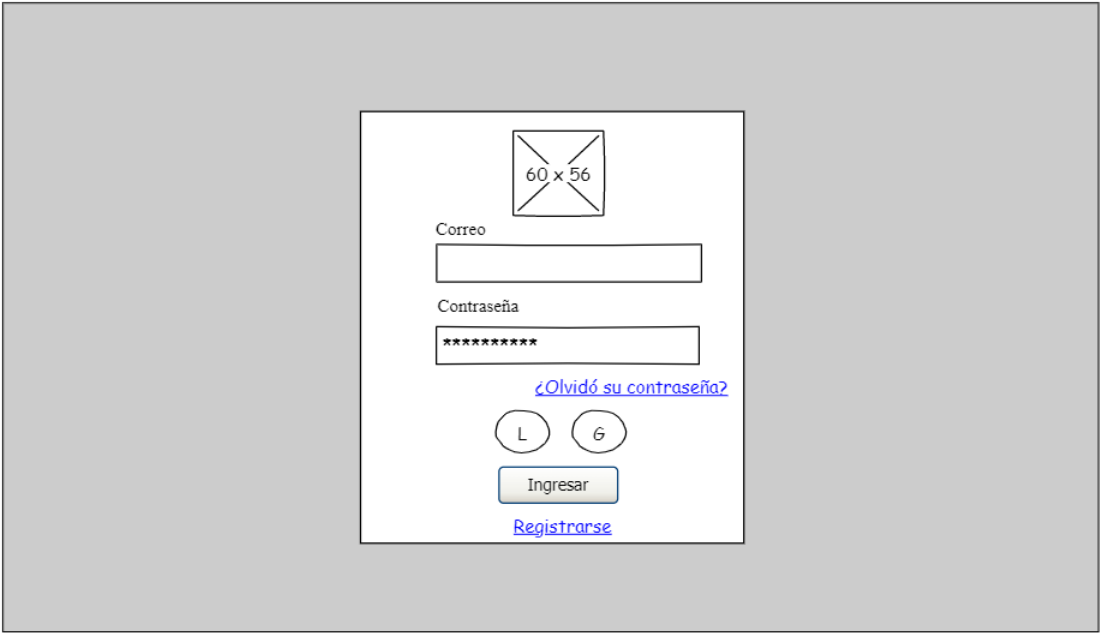 60 x 56
Correo
Contraseña
**********
¿Olvidó su contraseña?
L G
Ingresar
Registrarse